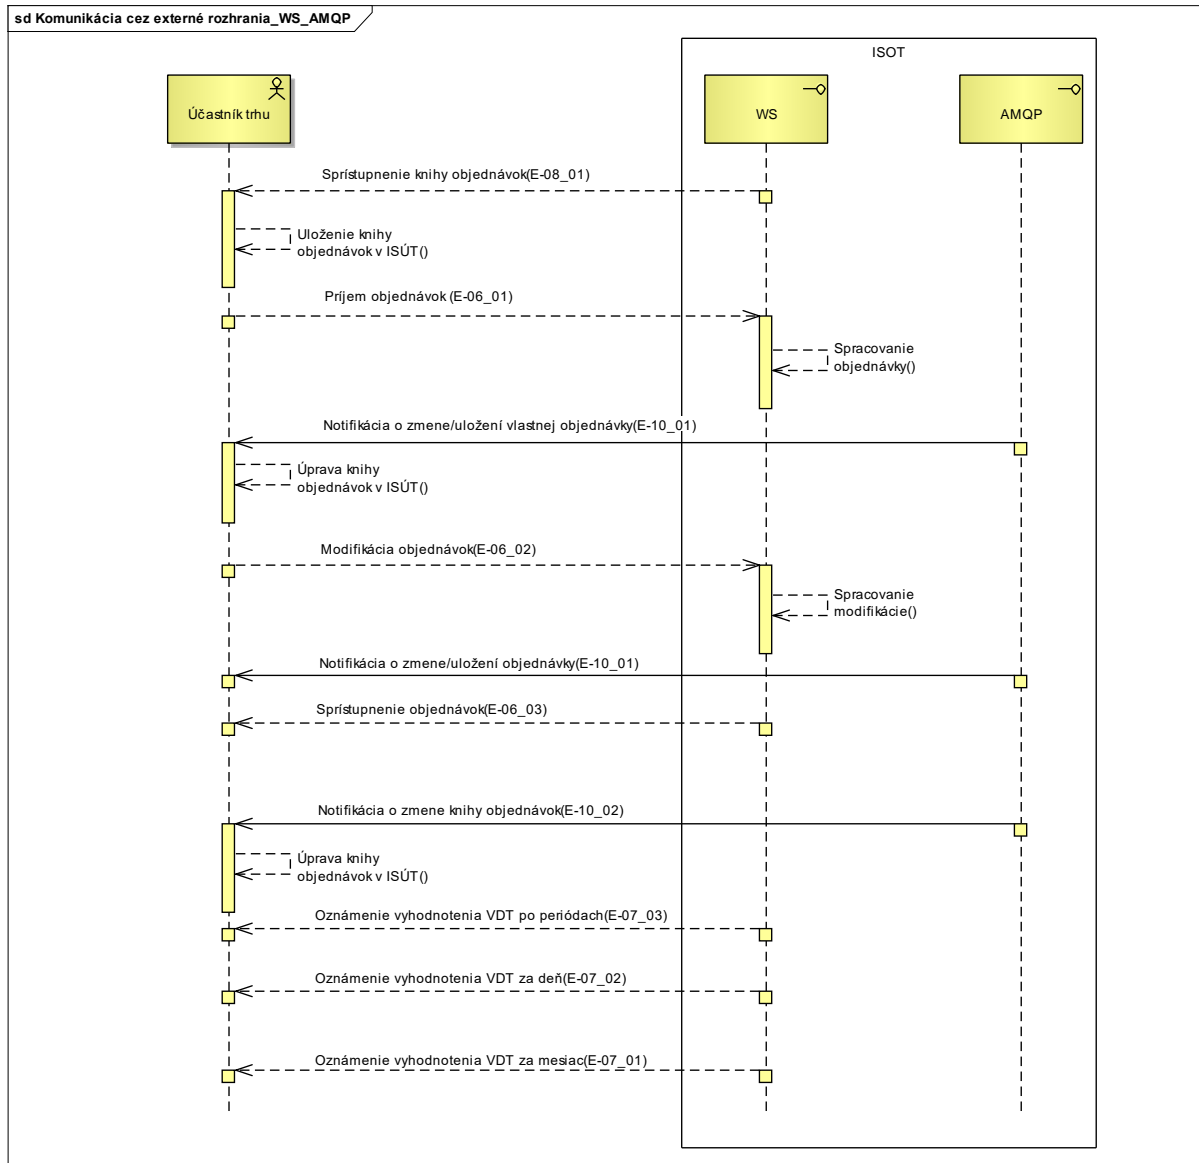 sd Komunikácia cez externé rozhrania_WS_AMQP
ISOT
Účastník trhu
WS
AMQP
Sprístupnenie knihy objednávok(E-08_01)
Uloženie knihy
objednávok v ISÚT()
Príjem objednávok (E-06_01)
Spracovanie
objednávky()
Notifikácia o zmene/uložení vlastnej objednávky(E-10_01)
Úprava knihy
objednávok v ISÚT()
Modifikácia objednávok(E-06_02)
Spracovanie
modifikácie()
Notifikácia o zmene/uložení objednávky(E-10_01)
Sprístupnenie objednávok(E-06_03)
Notifikácia o zmene knihy objednávok(E-10_02)
Úprava knihy
objednávok v ISÚT()
Oznámenie vyhodnotenia VDT po periódach(E-07_03)
Oznámenie vyhodnotenia VDT za deň(E-07_02)
Oznámenie vyhodnotenia VDT za mesiac(E-07_01)